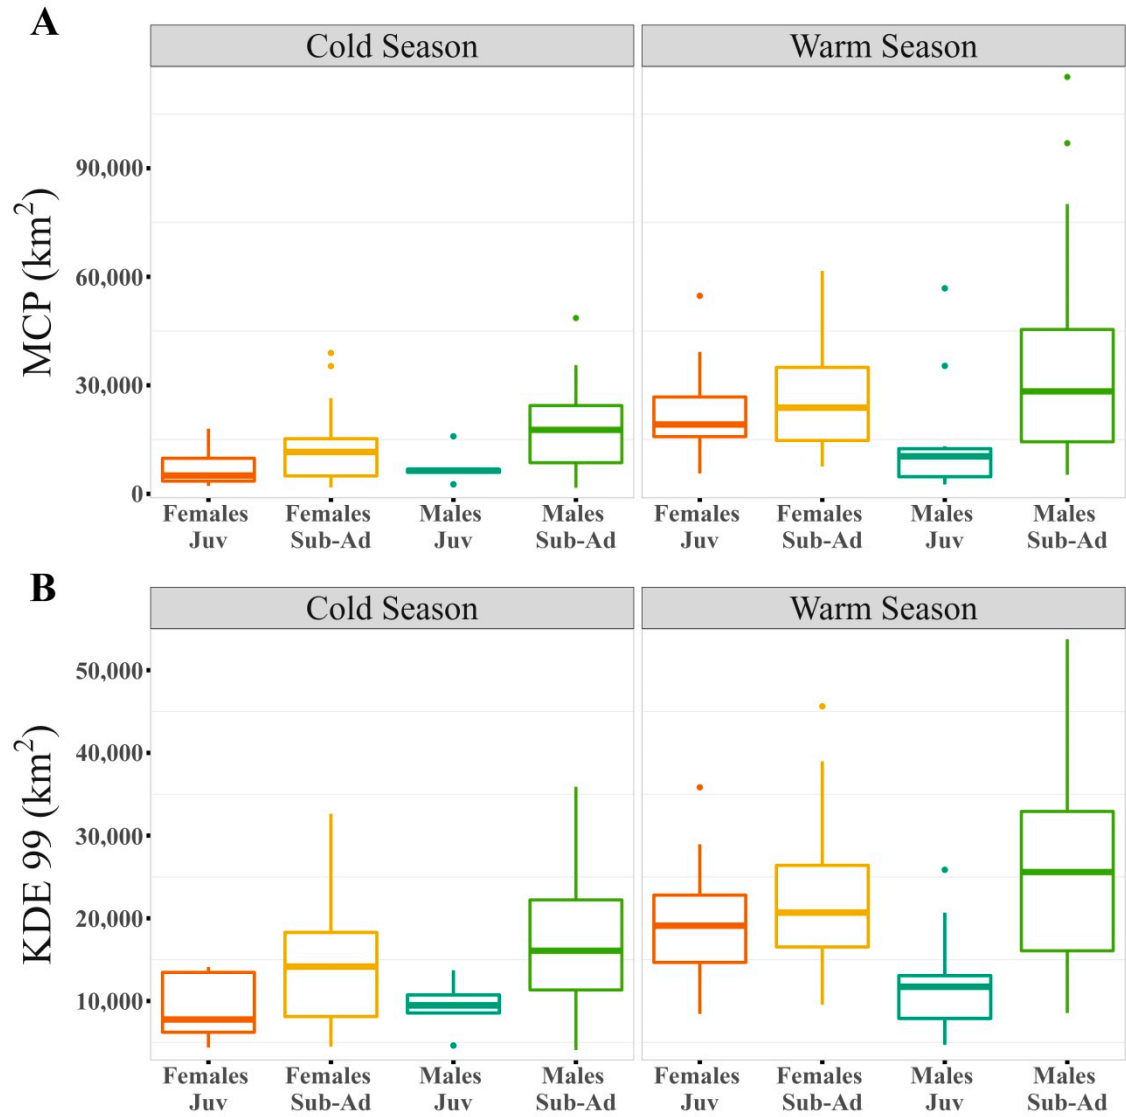 A
Cold Season
Warm Season
MCP (km²)
90,000
60,000
30,000
0
Females Females Males Males Females Females Males Males
Juv Sub-Ad Juv Sub-Ad Juv Sub-Ad Juv Sub-Ad
B
Cold Season
Warm Season
KDE 99 (km²)
50,000
40,000
30,000
20,000
10,000
Females Females Males Males Females Females Males Males
Juv Sub-Ad Juv Sub-Ad Juv Sub-Ad Juv Sub-Ad